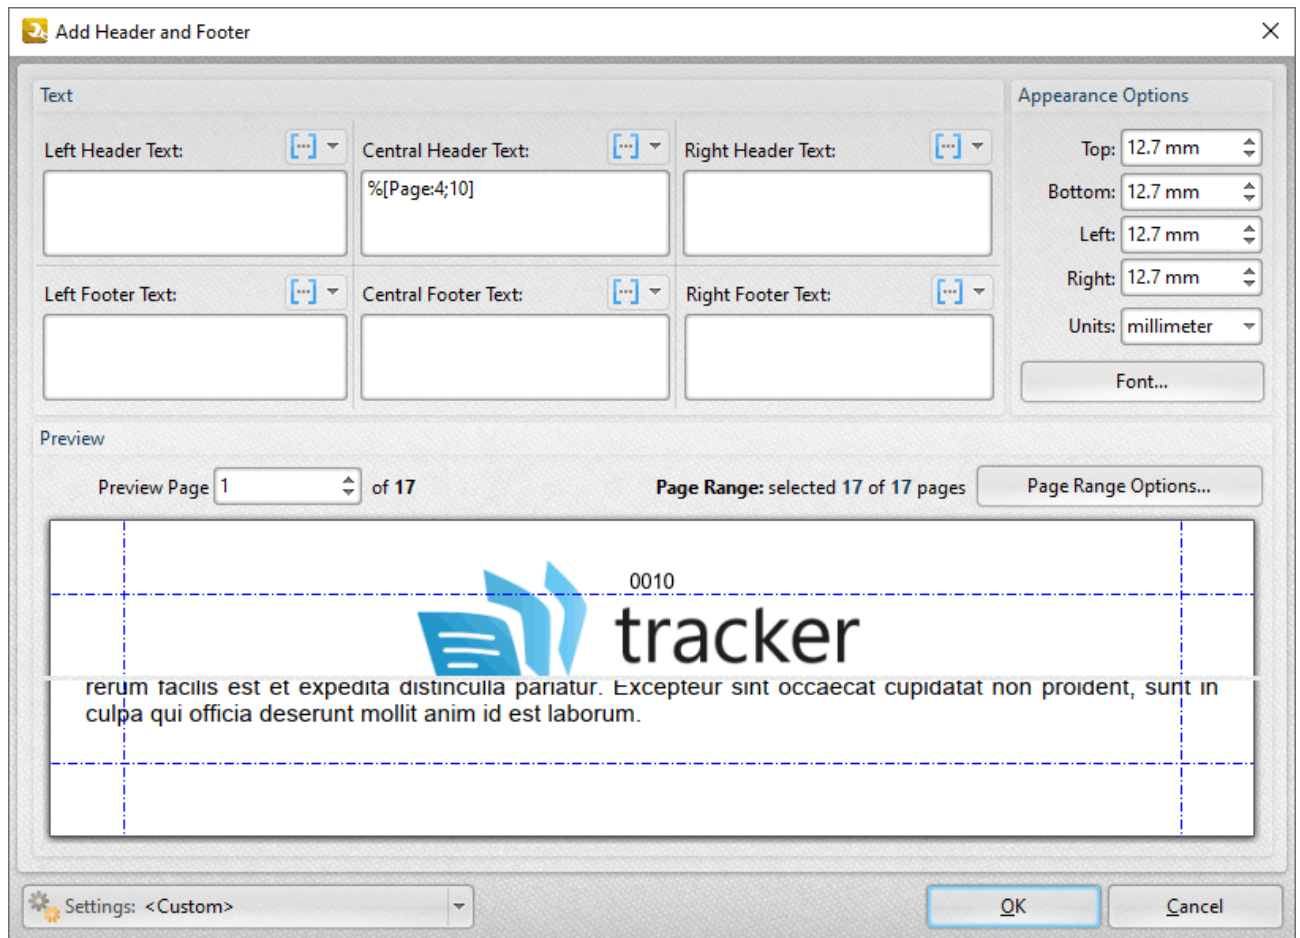 Add Header and Footer
Text
Left Header Text:
Central Header Text:
Right Header Text:
%[Page:4;10]
Left Footer Text:
Central Footer Text:
Right Footer Text:
Appearance Options
Top: 12.7 mm
Bottom: 12.7 mm
Left: 12.7 mm
Right: 12.7 mm
Units: millimeter
Font...
Preview
Preview Page 1 of 17
Page Range: selected 17 of 17 pages
Page Range Options...
0010
tracker
rerum facilis est et expedita distinculla pariatur. Excepteur sint occaecat cupidatat non proident, sunt in
culpa qui officia deserunt mollit anim id est laborum.
Settings: <Custom>
OK
Cancel